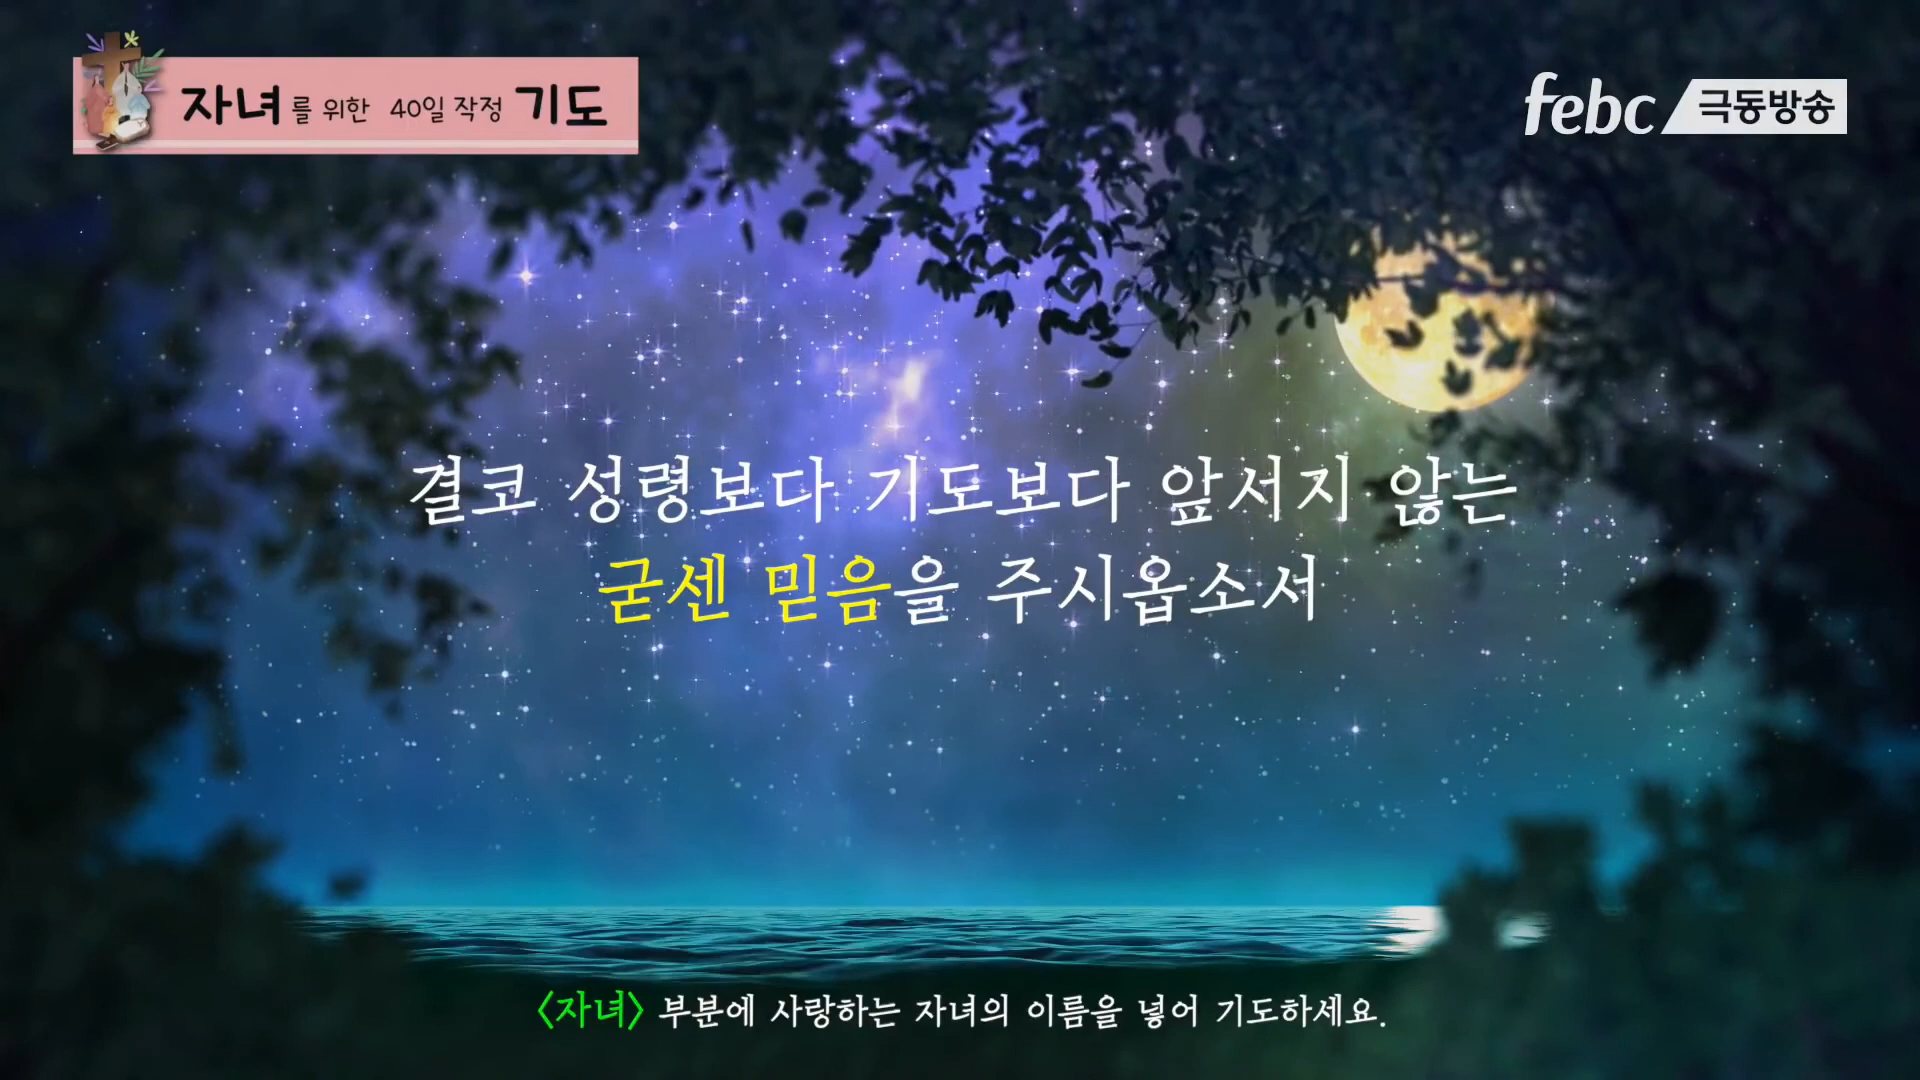 자녀를 위한 40일 작정 기도
febc 극동방송
결코 성령보다 기도보다 앞서지 않는
굳센 믿음을 주시옵소서
<자녀> 부분에 사랑하는 자녀의 이름을 넣어 기도하세요.